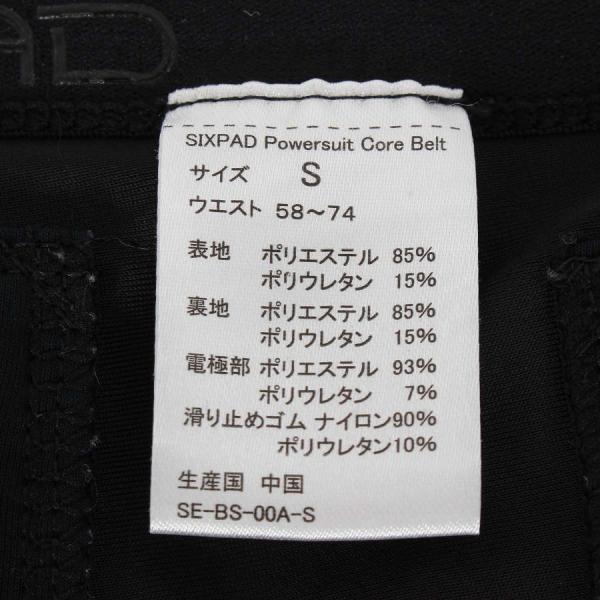 AD
SIXPAD Powersuit Core Belt
サイズ S
ウエスト 58～74
表地 ポリエステル 85%
ポリウレタン 15%
裏地 ポリエステル 85%
ポリウレタン 15%
電極部 ポリエステル 93%
ポリウレタン 7%
滑り止めゴム ナイロン90%
ポリウレタン10%
生産国 中国
SE-BS-00A-S